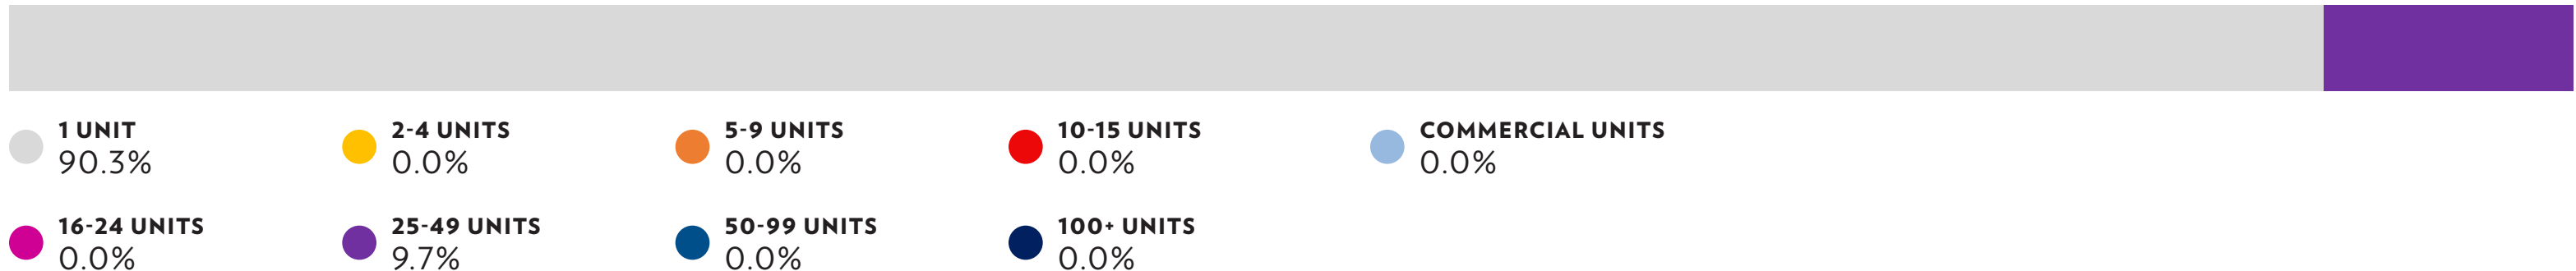 1 UNIT
90.3%
2-4 UNITS
0.0%
5-9 UNITS
0.0%
10-15 UNITS
0.0%
COMMERCIAL UNITS
0.0%
16-24 UNITS
0.0%
25-49 UNITS
9.7%
50-99 UNITS
0.0%
100+ UNITS
0.0%